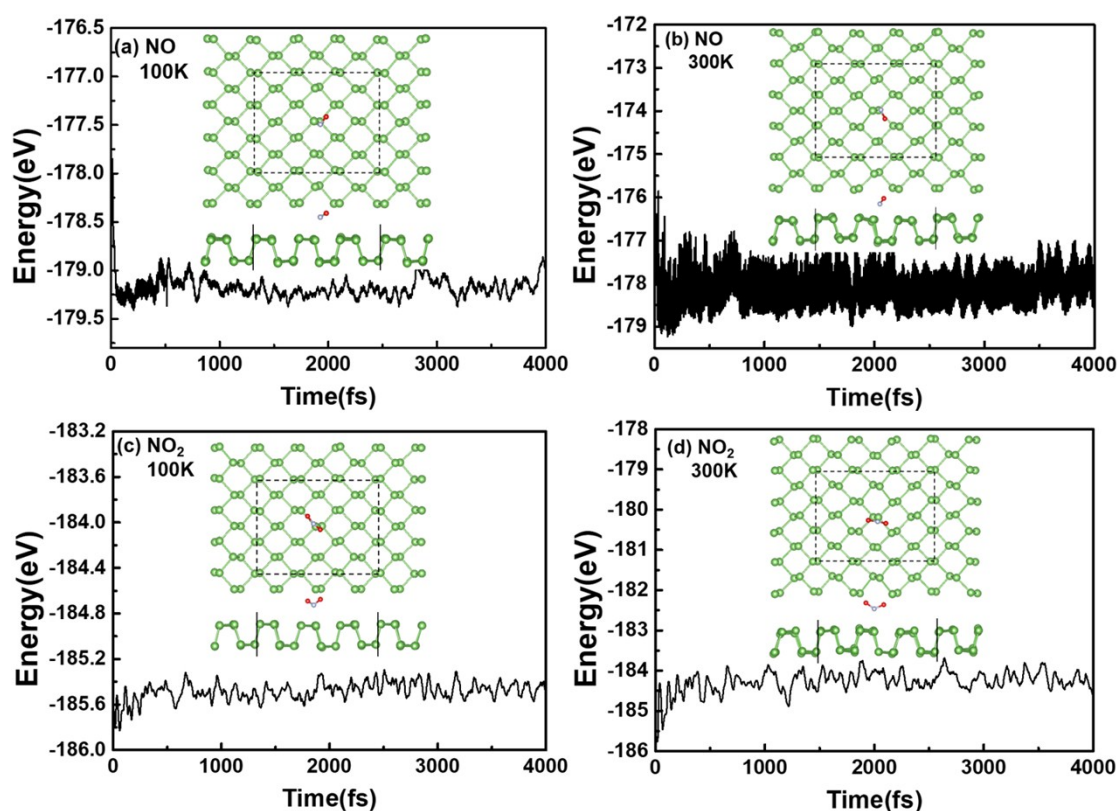 (a) NO
100K
Energy(eV)
-176.5
-177.0
-177.5
-178.0
-178.5
-179.0
-179.5
0 1000 2000 3000 4000
Time(fs)
(b) NO
300K
Energy(eV)
-172
-173
-174
-175
-176
-177
-178
-179
0 1000 2000 3000 4000
Time(fs)
(c) NO₂
100K
Energy(eV)
-183.2
-183.6
-184.0
-184.4
-184.8
-185.2
-185.6
-186.0
0 1000 2000 3000 4000
Time(fs)
(d) NO₂
300K
Energy(eV)
-178
-179
-180
-181
-182
-183
-184
-185
-186
0 1000 2000 3000 4000
Time(fs)